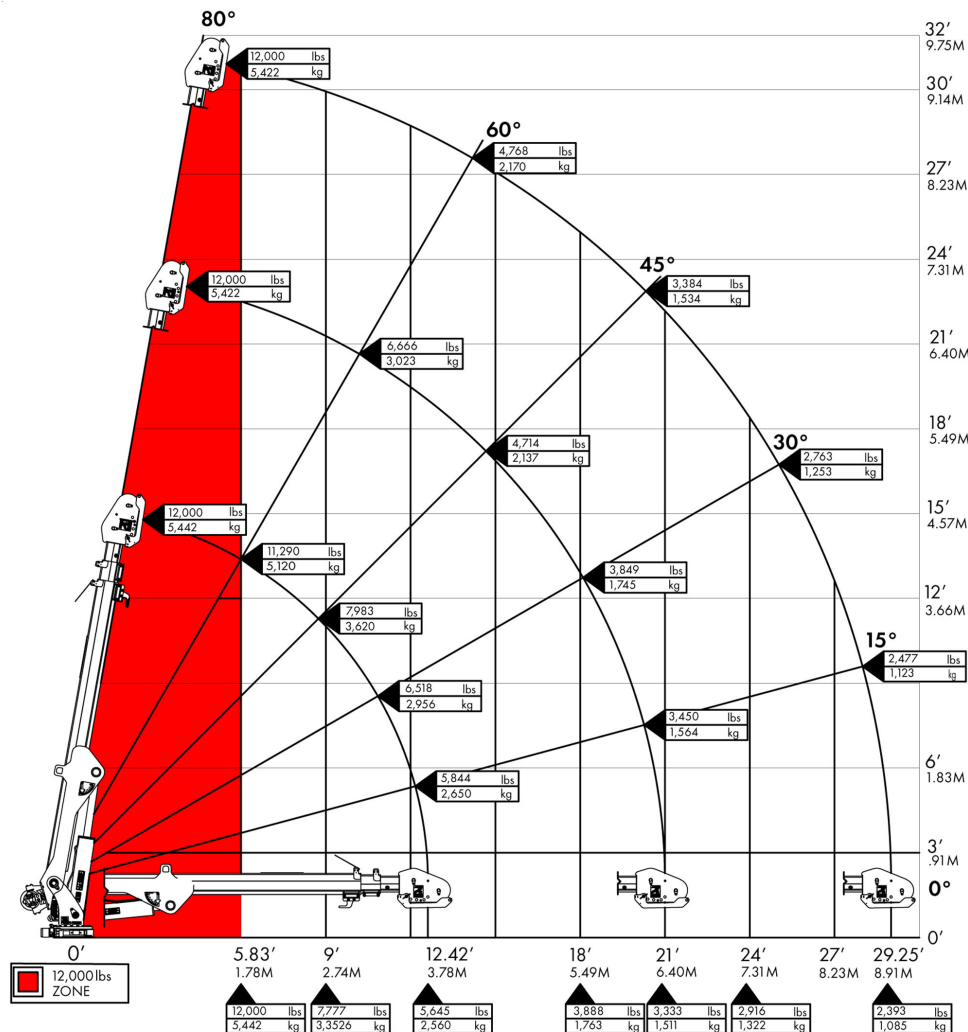 80°
32’
9.75M
12,000 lbs
5,422 kg
30’
9.14M
60°
4,768 lbs
2,170 kg
27’
8.23M
24’
7.31M
45°
12,000 lbs
5,422 kg
3,384 lbs
1,534 kg
21’
6.40M
6,666 lbs
3,023 kg
18’
5.49M
4,714 lbs
2,137 kg
30°
2,763 lbs
1,253 kg
12,000 lbs
5,442 kg
15’
4.57M
11,290 lbs
5,120 kg
3,849 lbs
1,745 kg
12’
3.66M
7,983 lbs
3,620 kg
15°
2,477 lbs
1,123 kg
6,518 lbs
2,956 kg
3,450 lbs
1,564 kg
6’
1.83M
5,844 lbs
2,650 kg
3’
.91M
0°
0’
0’ 5.83’ 9’ 12.42’ 18’ 21’ 24’ 27’ 29.25’
1.78M 2.74M 3.78M 5.49M 6.40M 7.31M 8.23M 8.91M
12,000 lbs
ZONE
12,000 lbs 7,777 lbs 5,645 lbs 3,888 lbs 3,333 lbs 2,916 lbs 2,393 lbs
5,442 kg 3,3526 kg 2,560 kg 1,763 kg 1,511 kg 1,322 kg 1,085 kg